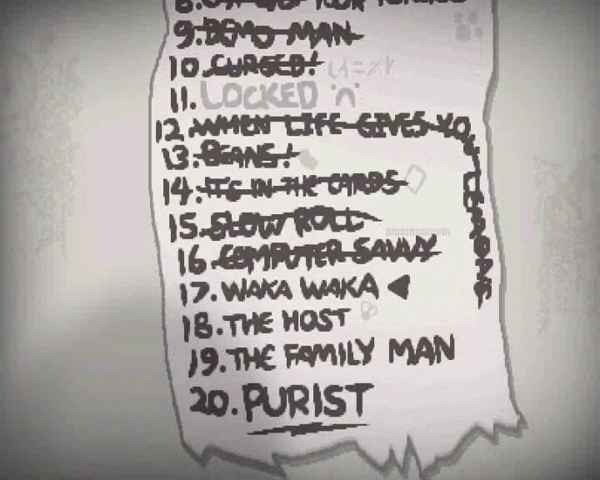 9.DEMO MAN
10.CURSED!
11.LOCKED
12.WHEN LIFE GIVES YOU LEMONS
13.BEANS!
14.IT'S IN THE CARDS
15.SLOW ROLL
16.COMPUTER SAVVY
17.WAKA WAKA
18.THE HOST
19.THE FAMILY MAN
20.PURIST